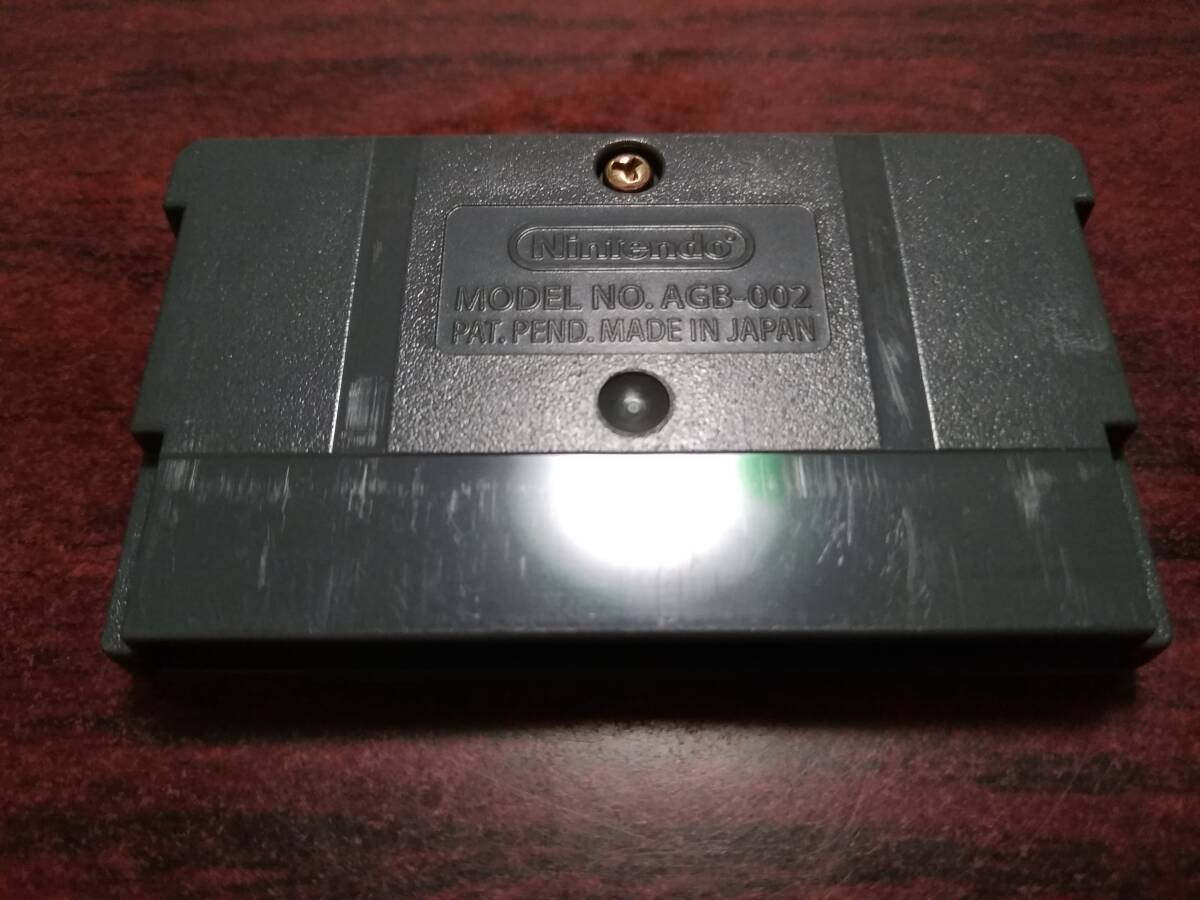 Nintendo®
MODEL NO. AGB-002
PAT. PEND. MADE IN JAPAN